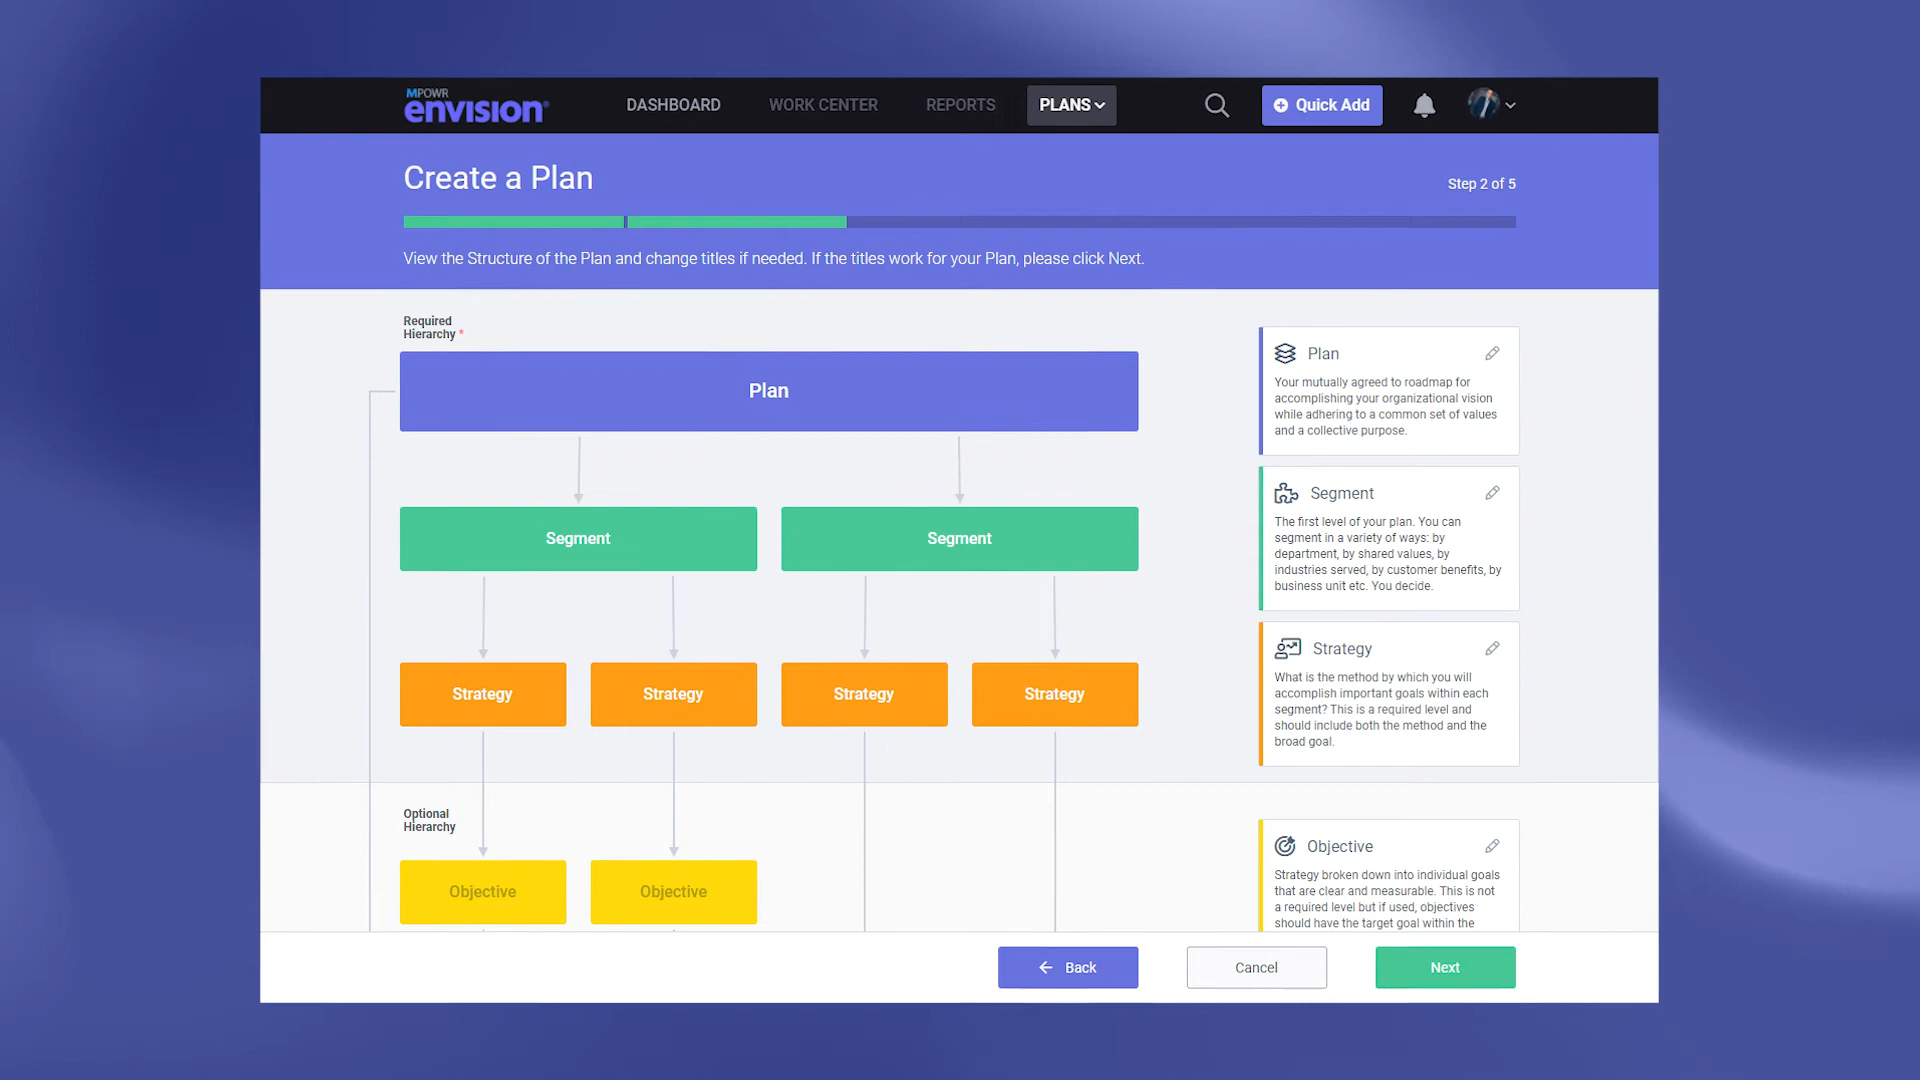 MPOWR
envision®
DASHBOARD
WORK CENTER
REPORTS
PLANS
Quick Add
Create a Plan
Step 2 of 5
View the Structure of the Plan and change titles if needed. If the titles work for your Plan, please click Next.
Required
Hierarchy *
Plan
Segment
Segment
Strategy
Strategy
Strategy
Strategy
Optional
Hierarchy
Objective
Objective
Plan
Your mutually agreed to roadmap for
accomplishing your organizational vision
while adhering to a common set of values
and a collective purpose.
Segment
The first level of your plan. You can
segment in a variety of ways: by
department, by shared values, by
industries served, by customer benefits, by
business unit etc. You decide.
Strategy
What is the method by which you will
accomplish important goals within each
segment? This is a required level and
should include both the method and the
broad goal.
Objective
Strategy broken down into individual goals
that are clear and measurable. This is not
a required level but if used, objectives
should have the target goal within the
Back
Cancel
Next